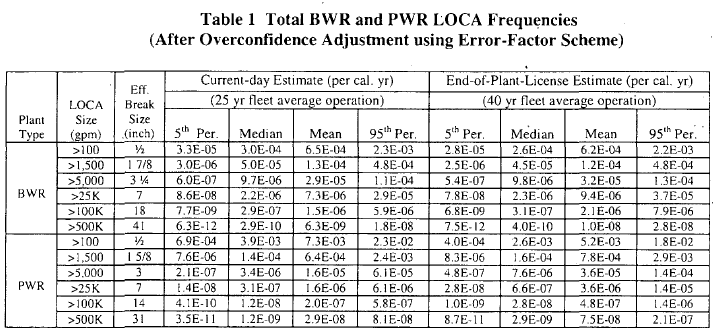 Table 1 Total BWR and PWR LOCA Frequencies
(After Overconfidence Adjustment using Error-Factor Scheme)
Plant Type LOCA Size (gpm) Eff. Break Size (inch) Current-day Estimate (per cal. yr) End-of-Plant-License Estimate (per cal. yr)
(25 yr fleet average operation) (40 yr fleet average operation)
5th Per. Median Mean 95th Per. 5th Per. Median Mean 95th Per.
BWR >100 ½ 3.3E-05 3.0E-04 6.5E-04 2.3E-03 2.8E-05 2.6E-04 6.2E-04 2.2E-03
>1,500 1 7/8 3.0E-06 5.0E-05 1.3E-04 4.8E-04 2.5E-06 4.5E-05 1.2E-04 4.8E-04
>5,000 3 ¼ 6.0E-07 9.7E-06 2.9E-05 1.1E-04 5.4E-07 9.8E-06 3.2E-05 1.3E-04
>25K 7 8.6E-08 2.2E-06 7.3E-06 2.9E-05 7.8E-08 2.3E-06 9.4E-06 3.7E-05
>100K 18 7.7E-09 2.9E-07 1.5E-06 5.9E-06 6.8E-09 3.1E-07 2.1E-06 7.9E-06
>500K 41 6.3E-12 2.9E-10 6.3E-09 1.8E-08 7.5E-12 4.0E-10 1.0E-08 2.8E-08
PWR >100 ½ 6.9E-04 3.9E-03 7.3E-03 2.3E-02 4.0E-04 2.6E-03 5.2E-03 1.8E-02
>1,500 1 5/8 7.6E-06 1.4E-04 6.4E-04 2.4E-03 8.3E-06 1.6E-04 7.8E-04 2.9E-03
>5,000 3 2.1E-07 3.4E-06 1.6E-05 6.1E-05 4.8E-07 7.6E-06 3.6E-05 1.4E-04
>25K 7 1.4E-08 3.1E-07 1.6E-06 6.1E-06 2.8E-08 6.6E-07 3.6E-06 1.4E-05
>100K 14 4.1E-10 1.2E-08 2.0E-07 5.8E-07 1.0E-09 2.8E-08 4.8E-07 1.4E-06
>500K 31 3.5E-11 1.2E-09 2.9E-08 8.1E-08 8.7E-11 2.9E-09 7.5E-08 2.1E-07